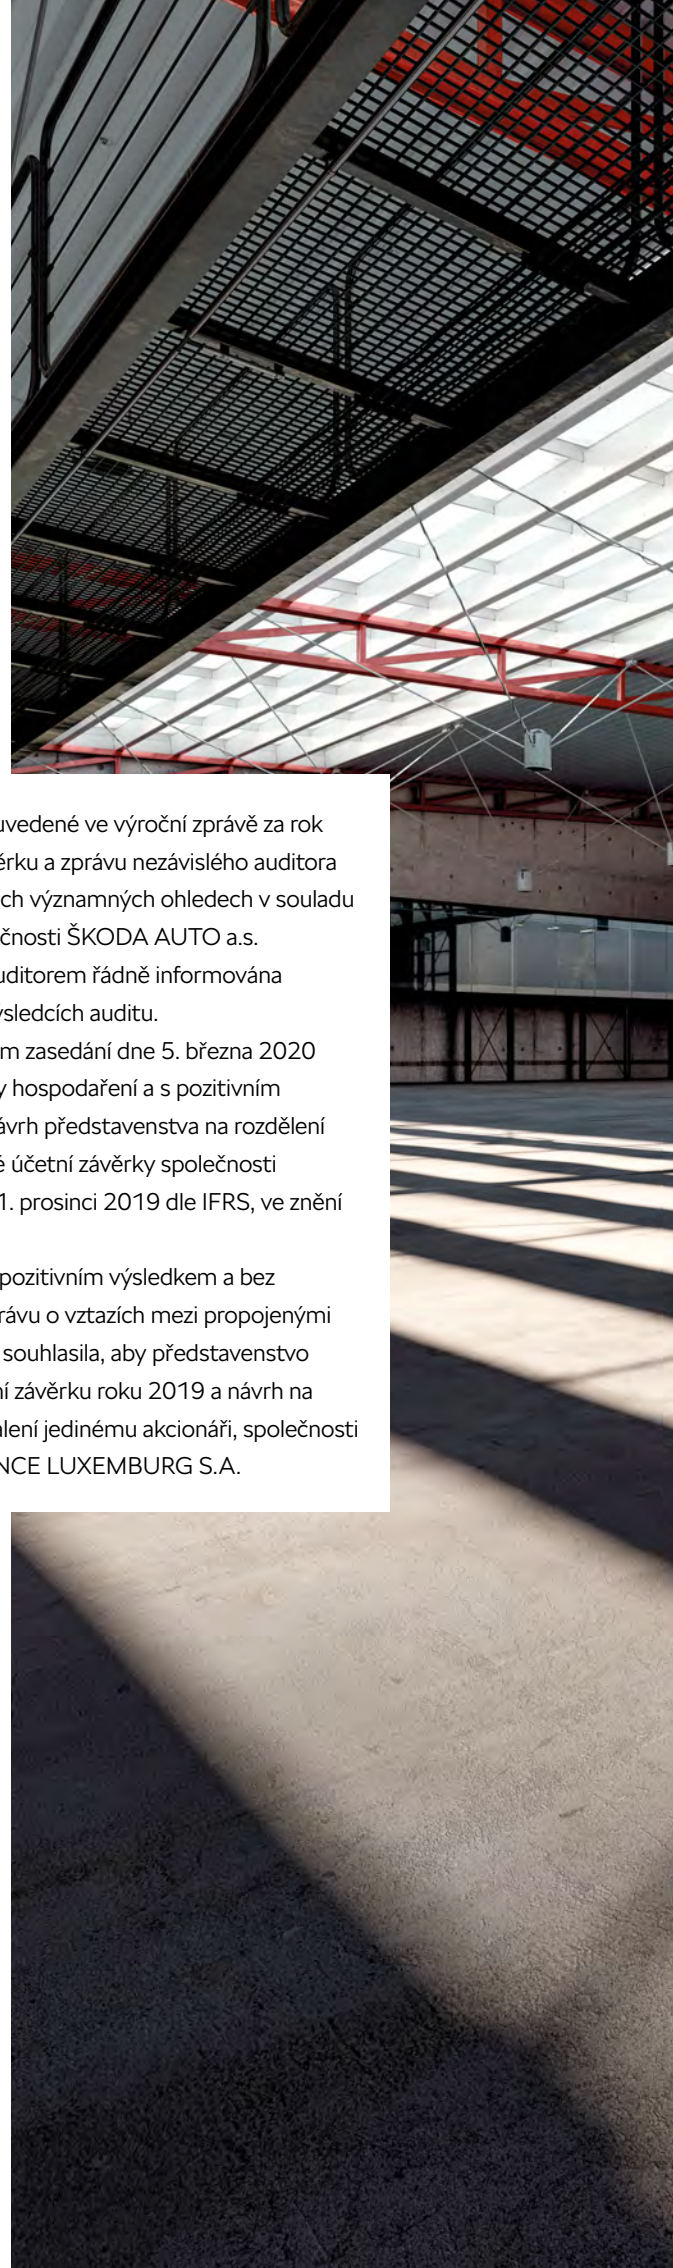 uvedené ve výroční zprávě za rok
ěrku a zprávu nezávislého auditora
ch významných ohledech v souladu
čnosti ŠKODA AUTO a.s.
uditorem řádně informována
ýsledcích auditu.
m zasedání dne 5. března 2020
y hospodaření a s pozitivním
ávrh představenstva na rozdělení
é účetní závěrky společnosti
1. prosinci 2019 dle IFRS, ve znění
pozitivním výsledkem a bez
rávu o vztazích mezi propojenými
souhlasila, aby představenstvo
ní závěrku roku 2019 a návrh na
álení jedinému akcionáři, společnosti
NCE LUXEMBURG S.A.